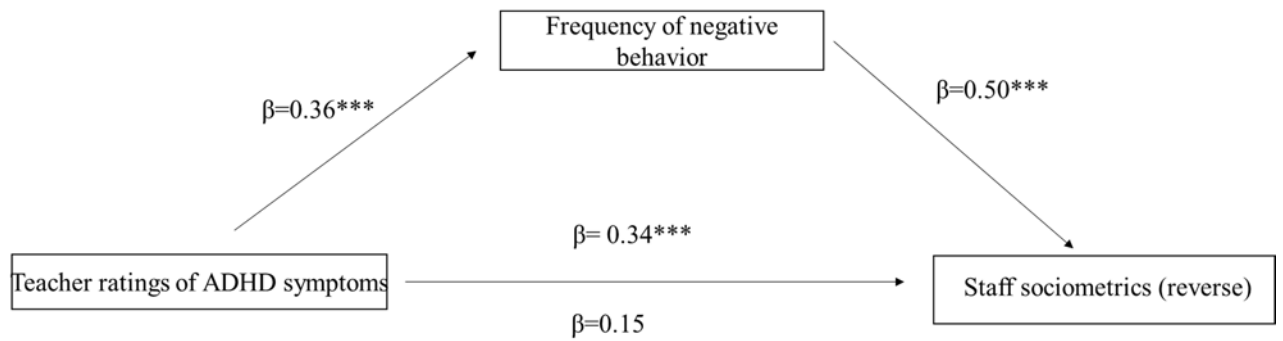 Frequency of negative
behavior
β=0.36***
β=0.50***
β= 0.34***
Teacher ratings of ADHD symptoms
Staff sociometrics (reverse)
β=0.15